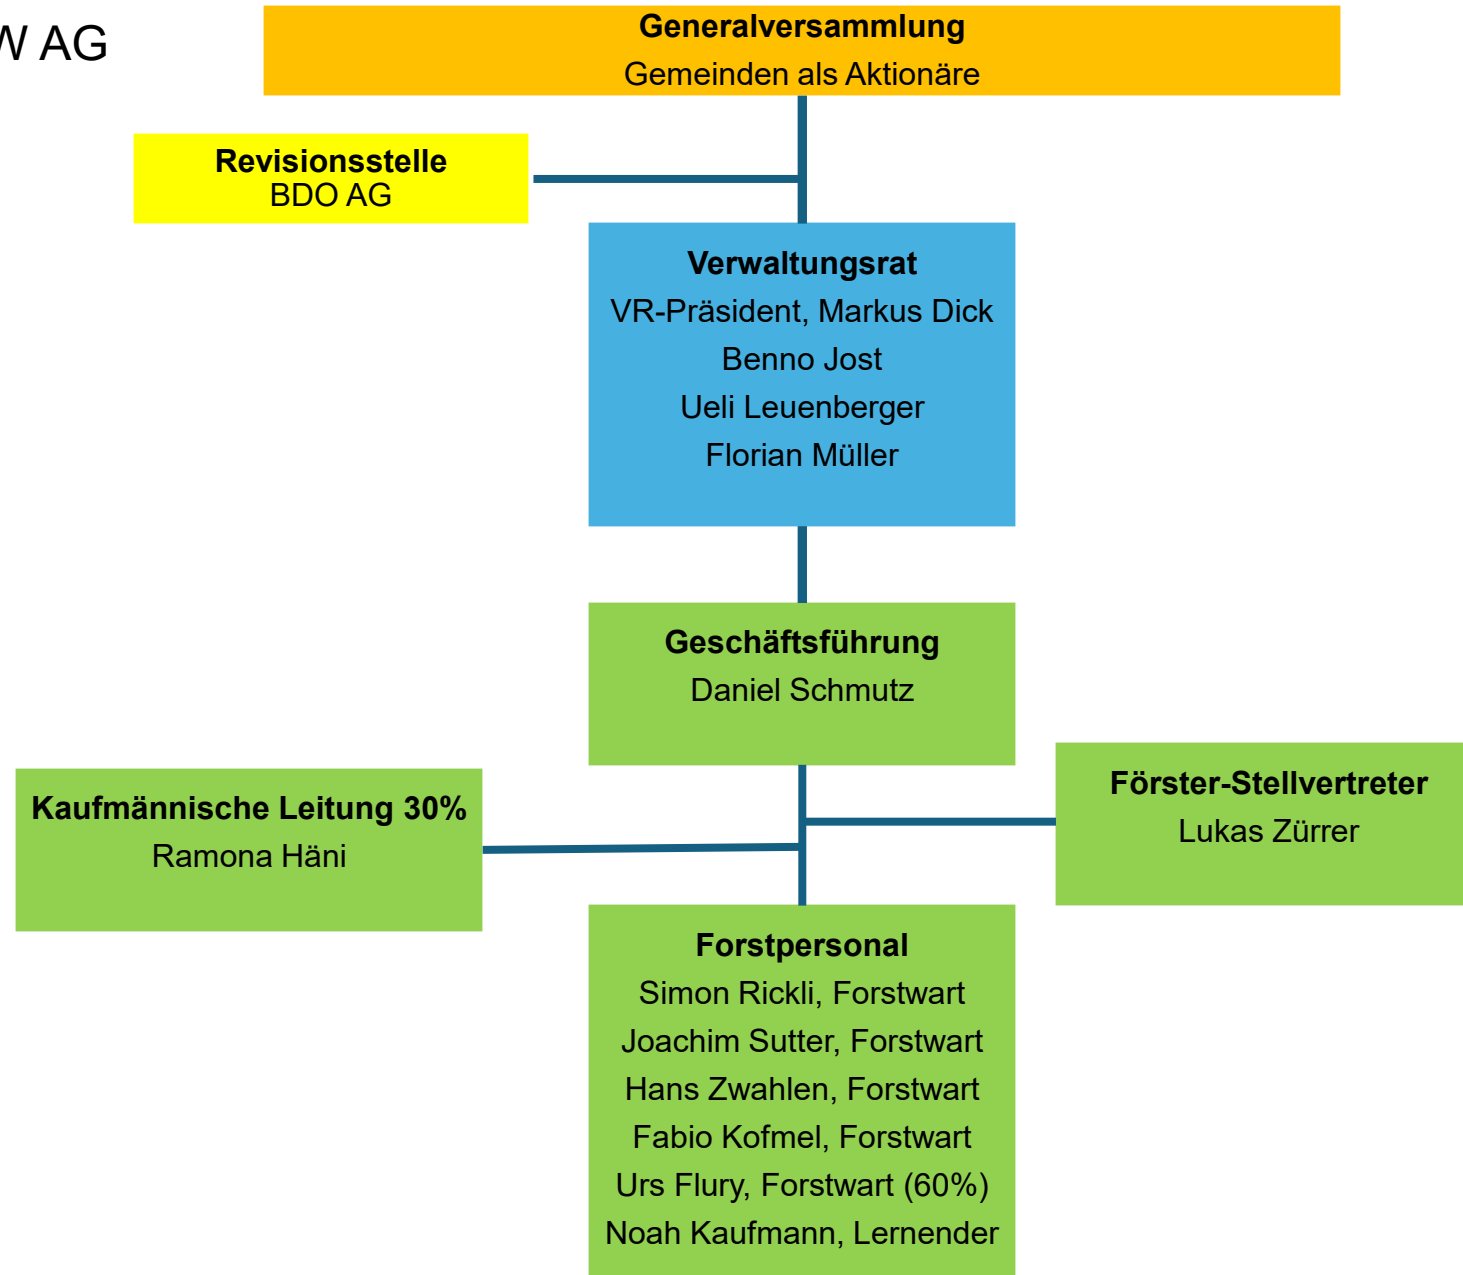 AG
Generalversammlung
Gemeinden als Aktionäre
Revisionsstelle
BDO AG
Verwaltungsrat
VR-Präsident, Markus Dick
Benno Jost
Ueli Leuenberger
Florian Müller
Geschäftsführung
Daniel Schmutz
Kaufmännische Leitung 30%
Ramona Häni
Förster-Stellvertreter
Lukas Zürrer
Forstpersonal
Simon Rickli, Forstwart
Joachim Sutter, Forstwart
Hans Zwahlen, Forstwart
Fabio Kofmel, Forstwart
Urs Flury, Forstwart (60%)
Noah Kaufmann, Lernender